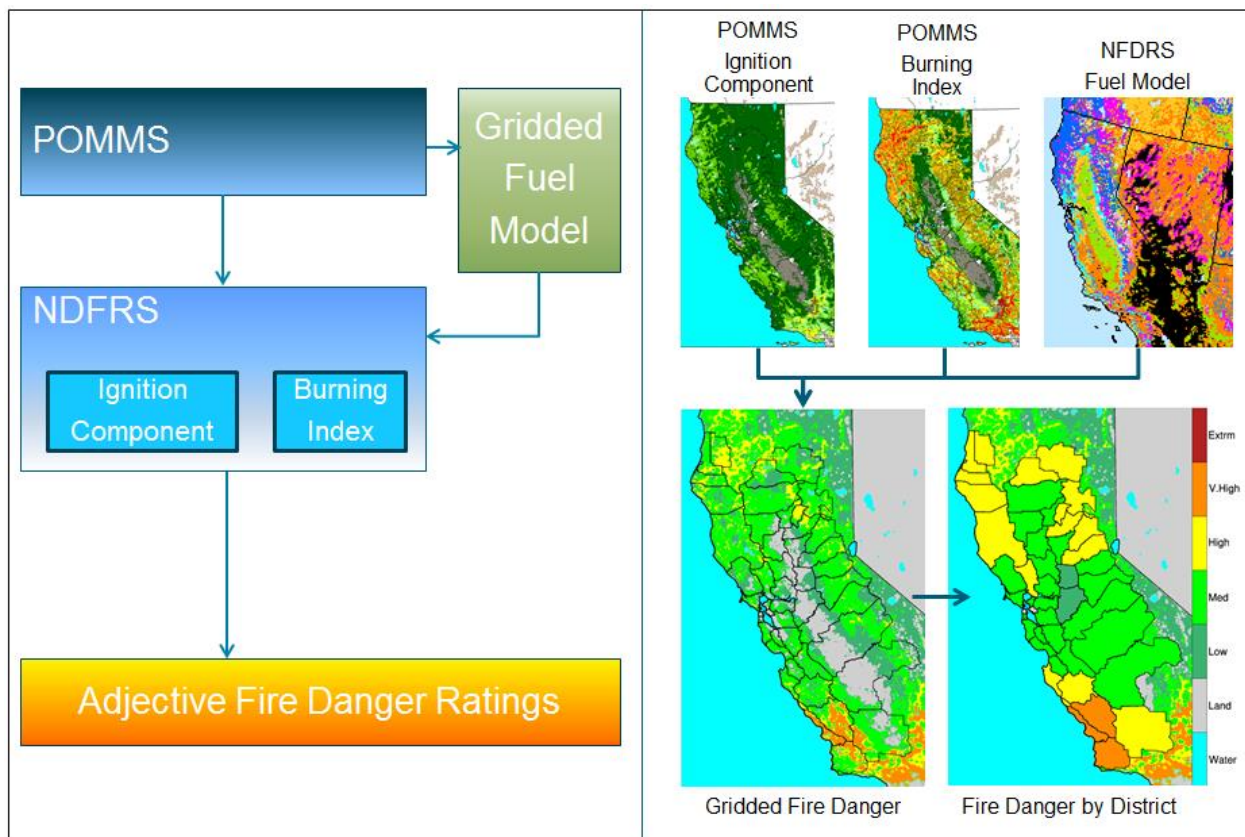 POMMS
Gridded
Fuel
Model
NDFRS
Ignition
Component
Burning
Index
Adjective Fire Danger Ratings
POMMS
Ignition
Component
POMMS
Burning
Index
NFDRS
Fuel Model
Extrm
V.High
High
Med
Low
Land
Water
Gridded Fire Danger
Fire Danger by District